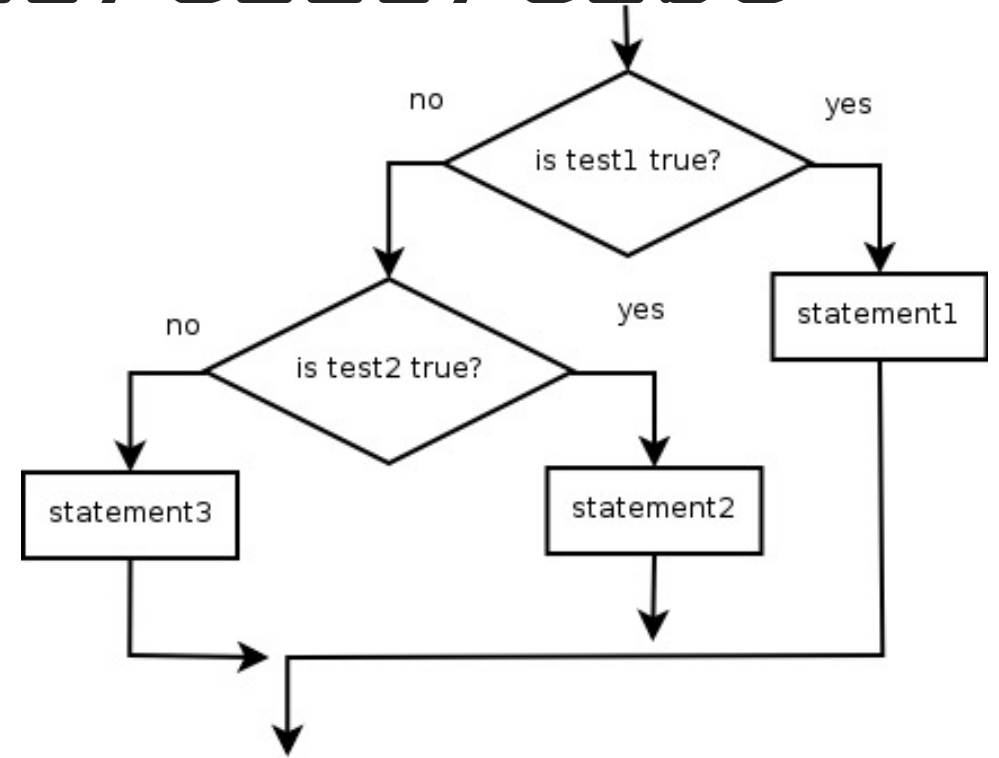 no
yes
is test1 true?
statement1
no
yes
is test2 true?
statement3
statement2